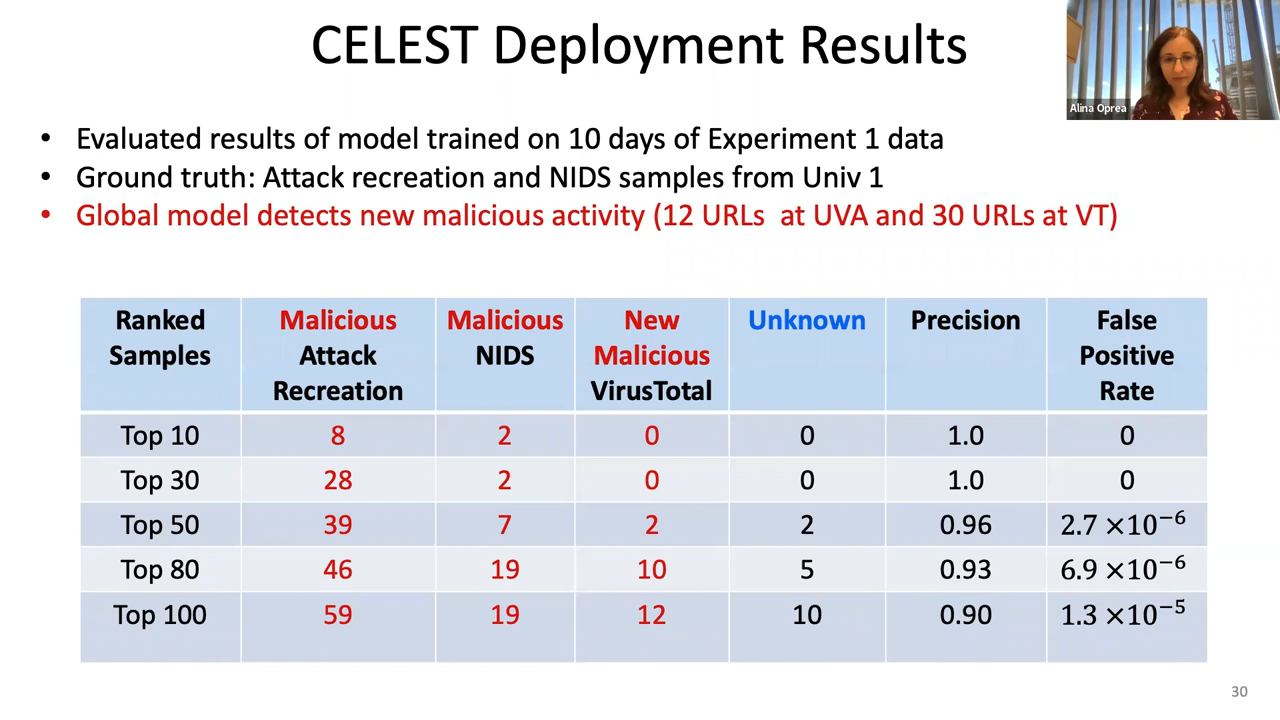 CELEST Deployment Results
Alina Oprea
• Evaluated results of model trained on 10 days of Experiment 1 data
• Ground truth: Attack recreation and NIDS samples from Univ 1
• Global model detects new malicious activity (12 URLs at UVA and 30 URLs at VT)
Ranked Samples | Malicious Attack Recreation | Malicious NIDS | New Malicious VirusTotal | Unknown | Precision | False Positive Rate
Top 10 | 8 | 2 | 0 | 0 | 1.0 | 0
Top 30 | 28 | 2 | 0 | 0 | 1.0 | 0
Top 50 | 39 | 7 | 2 | 2 | 0.96 | 2.7 ×10⁻⁶
Top 80 | 46 | 19 | 10 | 5 | 0.93 | 6.9 ×10⁻⁶
Top 100 | 59 | 19 | 12 | 10 | 0.90 | 1.3 ×10⁻⁵
30